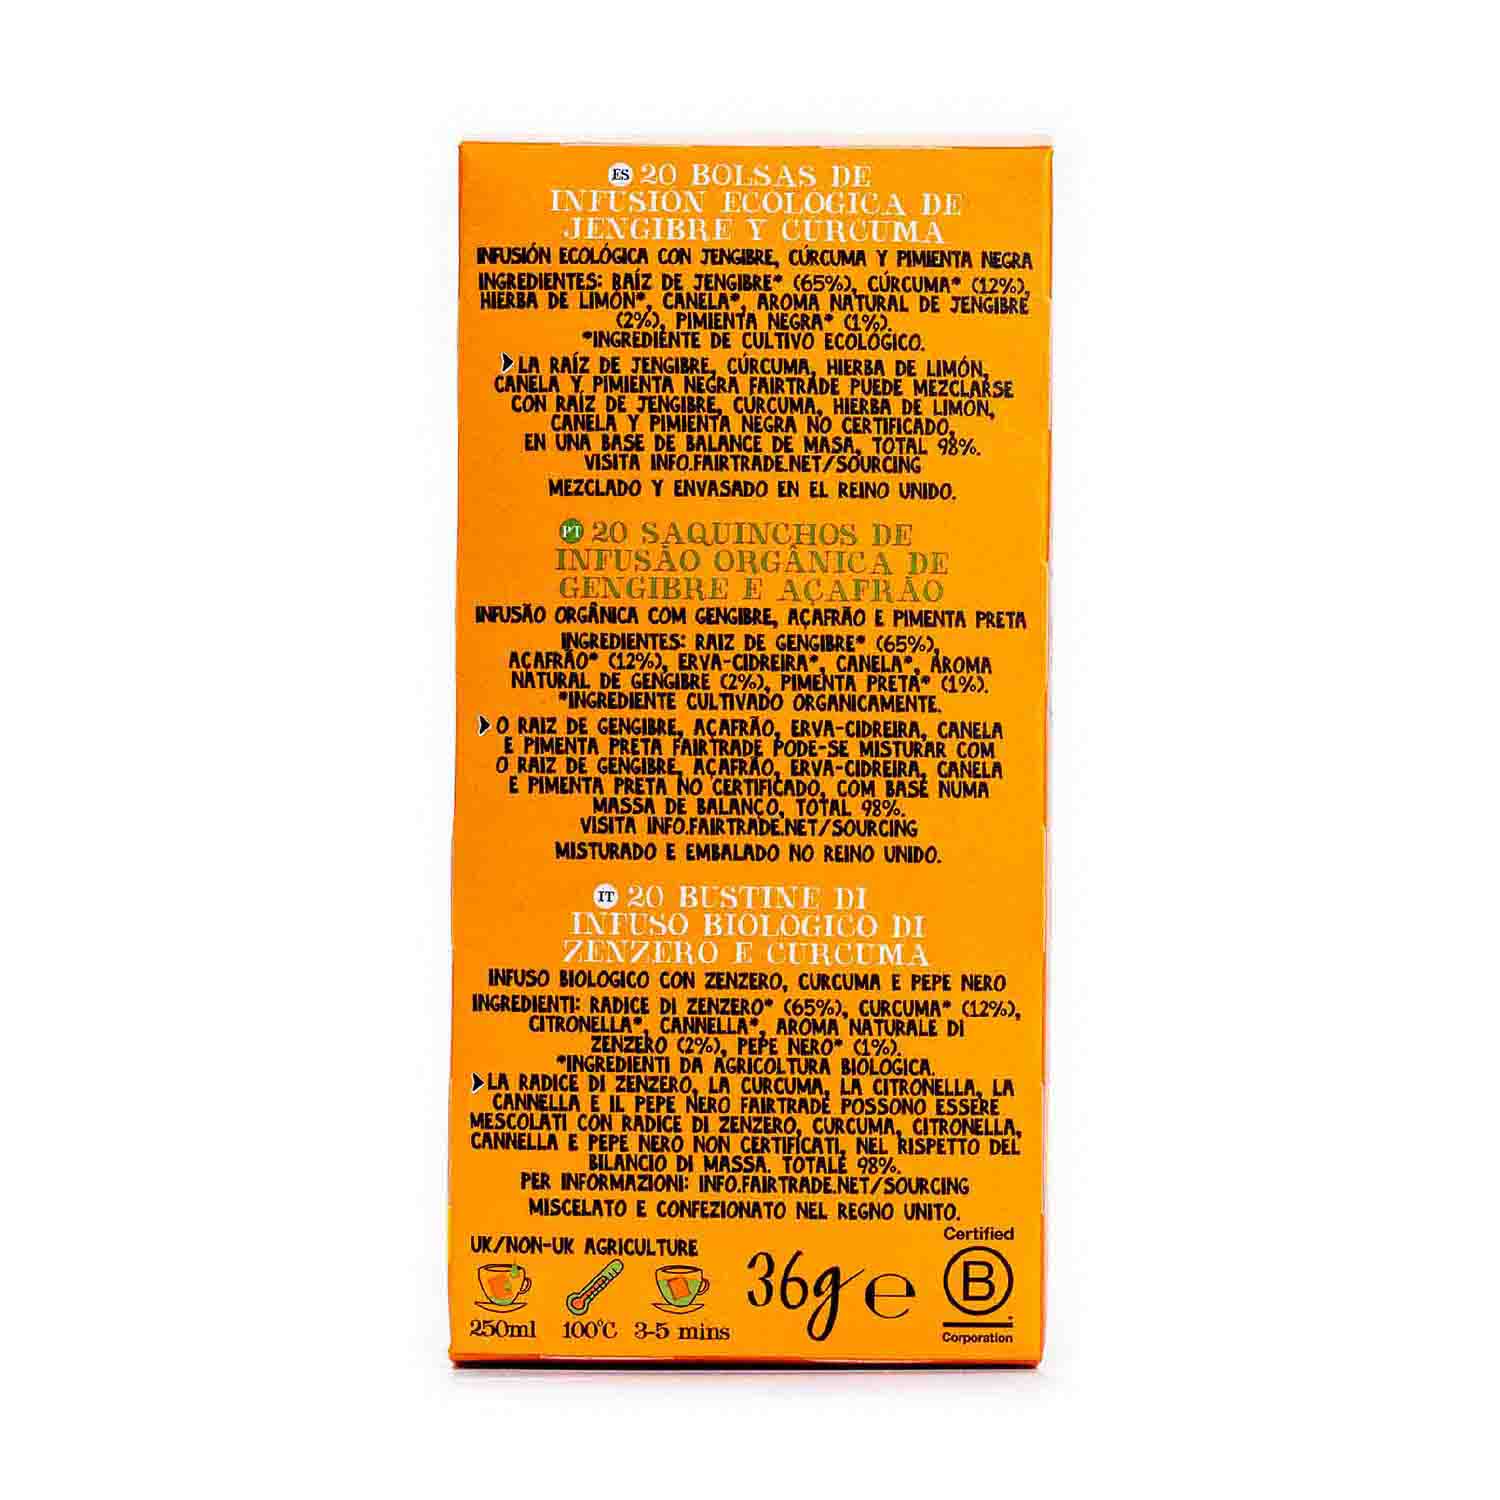 ES 20 BOLSAS DE
INFUSIÓN ECOLÓGICA DE
JENGIBRE Y CÚRCUMA
INFUSIÓN ECOLÓGICA CON JENGIBRE, CÚRCUMA Y PIMIENTA NEGRA
INGREDIENTES: RAÍZ DE JENGIBRE* (65%), CÚRCUMA* (12%),
HIERBA DE LIMÓN*, CANELA*, AROMA NATURAL DE JENGIBRE
(2%), PIMIENTA NEGRA* (1%).
*INGREDIENTE DE CULTIVO ECOLÓGICO.
LA RAÍZ DE JENGIBRE, CÚRCUMA, HIERBA DE LIMÓN,
CANELA Y PIMIENTA NEGRA FAIRTRADE PUEDE MEZCLARSE
CON RAÍZ DE JENGIBRE, CÚRCUMA, HIERBA DE LIMÓN,
CANELA Y PIMIENTA NEGRA NO CERTIFICADO,
EN UNA BASE DE BALANCE DE MASA, TOTAL 98%.
VISITA INFO.FAIRTRADE.NET/SOURCING
MEZCLADO Y ENVASADO EN EL REINO UNIDO.
PT 20 SAQUINCHOS DE
INFUSÃO ORGÂNICA DE
GENGIBRE E AÇAFRÃO
INFUSÃO ORGÂNICA COM GENGIBRE, AÇAFRÃO E PIMENTA PRETA
INGREDIENTES: RAIZ DE GENGIBRE* (65%),
AÇAFRÃO* (12%), ERVA-CIDREIRA*, CANELA*, AROMA
NATURAL DE GENGIBRE (2%), PIMENTA PRETA* (1%).
*INGREDIENTE CULTIVADO ORGANICAMENTE.
O RAIZ DE GENGIBRE, AÇAFRÃO, ERVA-CIDREIRA, CANELA
E PIMENTA PRETA FAIRTRADE PODE-SE MISTURAR COM
O RAIZ DE GENGIBRE, AÇAFRÃO, ERVA-CIDREIRA, CANELA
E PIMENTA PRETA NO CERTIFICADO, COM BASE NUMA
MASSA DE BALANÇO, TOTAL 98%.
VISITA INFO.FAIRTRADE.NET/SOURCING
MISTURADO E EMBALADO NO REINO UNIDO.
IT 20 BUSTINE DI
INFUSO BIOLOGICO DI
ZENZERO E CURCUMA
INFUSO BIOLOGICO CON ZENZERO, CURCUMA E PEPE NERO
INGREDIENTI: RADICE DI ZENZERO* (65%), CURCUMA* (12%),
CITRONELLA*, CANNELLA*, AROMA NATURALE DI
ZENZERO (2%), PEPE NERO* (1%).
*INGREDIENTI DA AGRICOLTURA BIOLOGICA.
LA RADICE DI ZENZERO, LA CURCUMA, LA CITRONELLA, LA
CANNELLA E IL PEPE NERO FAIRTRADE POSSONO ESSERE
MESCOLATI CON RADICE DI ZENZERO, CURCUMA, CITRONELLA,
CANNELLA E PEPE NERO NON CERTIFICATI, NEL RISPETTO DEL
BILANCIO DI MASSA. TOTALE 98%.
PER INFORMAZIONI: INFO.FAIRTRADE.NET/SOURCING
MISCELATO E CONFEZIONATO NEL REGNO UNITO.
UK/NON-UK AGRICULTURE
250ml 100°C 3-5 mins
36g e
Certified
B
Corporation